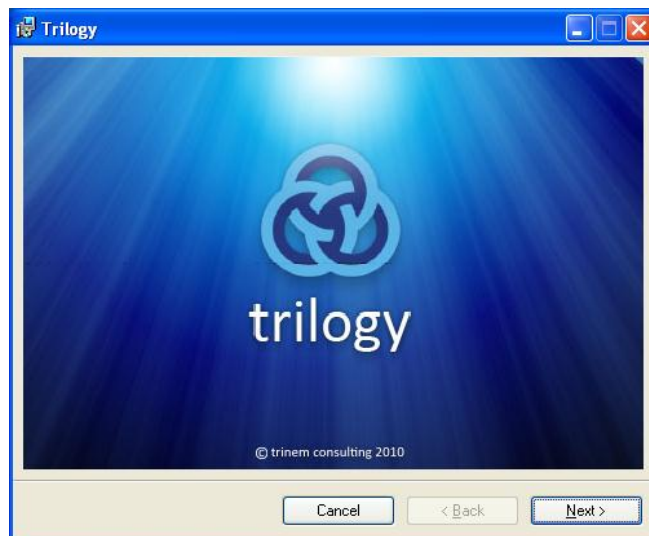 Trilogy
trilogy
© trinem consulting 2010
Cancel
< Back
Next >